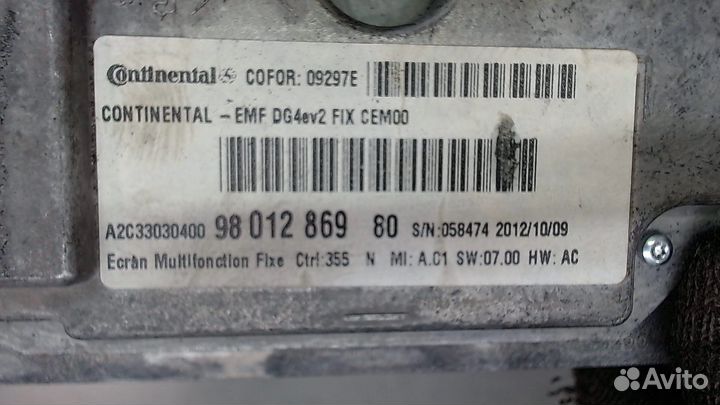 Continental COFOR: 09297E
CONTINENTAL - EMF DG4ev2 FIX CEM00
A2C33030400 98 012 869 80 S/N:058474 2012/10/09
Ecran Multifonction Fixe Ctrl:355 N MI: A.C1 SW:07.00 HW: AC
Avito